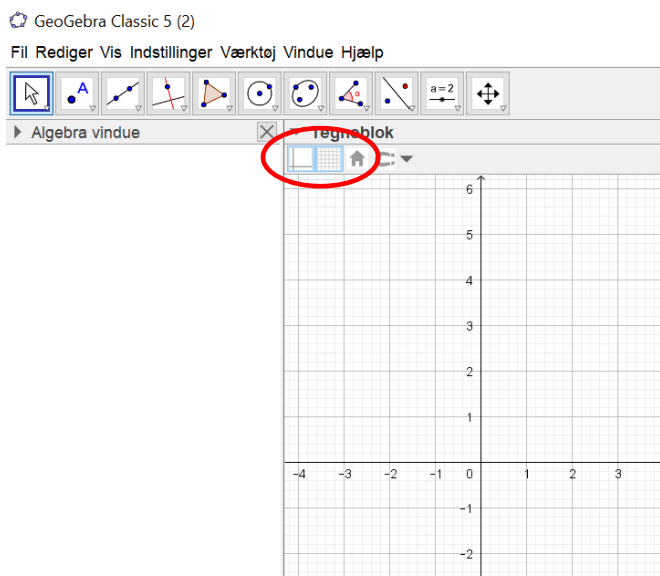 GeoGebra Classic 5 (2)
Fil Rediger Vis Indstillinger Værktøj Vindue Hjælp
A
α
a=2
Algebra vindue
Tegneblok
6
5
4
3
2
1
-4 -3 -2 -1 0 1 2 3
-1
-2